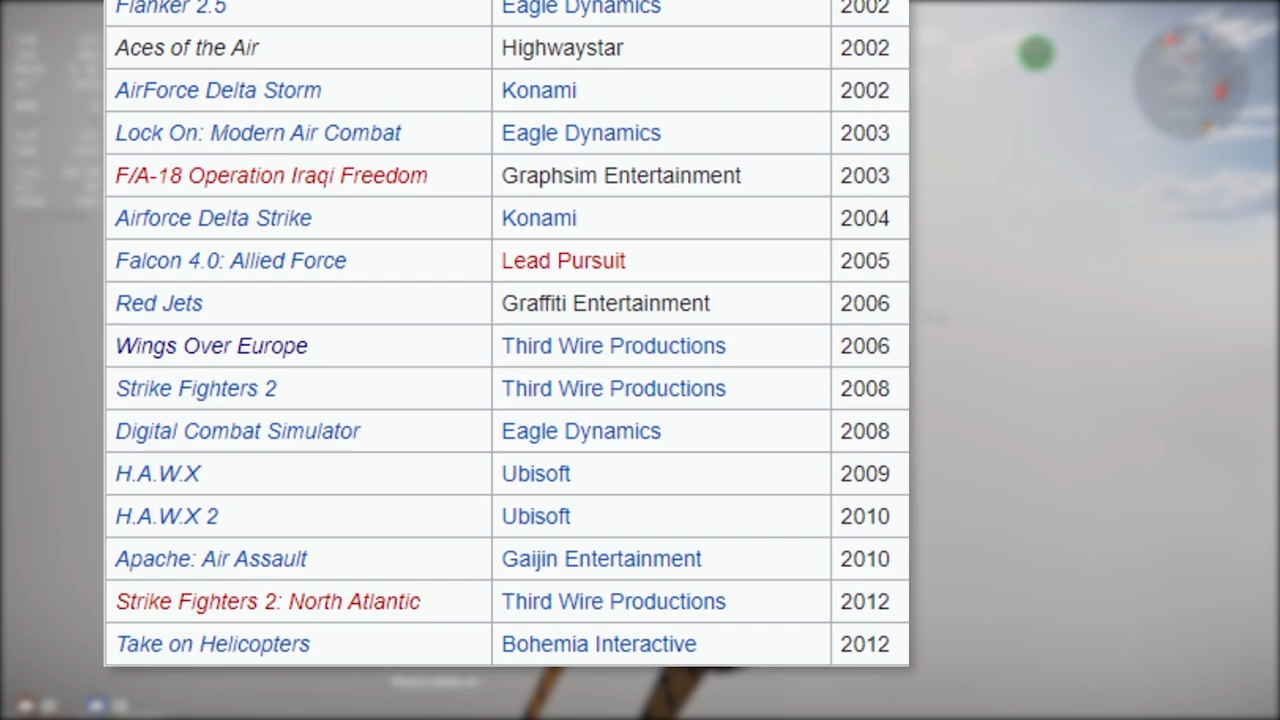 Flanker 2.5 Eagle Dynamics 2002
Aces of the Air Highwaystar 2002
AirForce Delta Storm Konami 2002
Lock On: Modern Air Combat Eagle Dynamics 2003
F/A-18 Operation Iraqi Freedom Graphsim Entertainment 2003
Airforce Delta Strike Konami 2004
Falcon 4.0: Allied Force Lead Pursuit 2005
Red Jets Graffiti Entertainment 2006
Wings Over Europe Third Wire Productions 2006
Strike Fighters 2 Third Wire Productions 2008
Digital Combat Simulator Eagle Dynamics 2008
H.A.W.X Ubisoft 2009
H.A.W.X 2 Ubisoft 2010
Apache: Air Assault Gaijin Entertainment 2010
Strike Fighters 2: North Atlantic Third Wire Productions 2012
Take on Helicopters Bohemia Interactive 2012